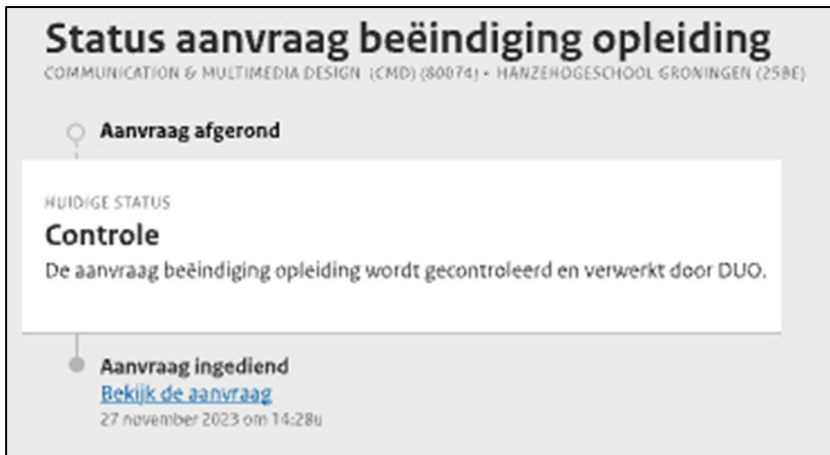 Status aanvraag beëindiging opleiding
COMMUNICATION & MULTIMEDIA DESIGN (CMD) (80074) • HANZEHOGESCHOOL GRONINGEN (25BE)
Aanvraag afgerond
HUIDIGE STATUS
Controle
De aanvraag beëindiging opleiding wordt gecontroleerd en verwerkt door DUO.
Aanvraag ingediend
Bekijk de aanvraag
27 november 2023 om 14:28u